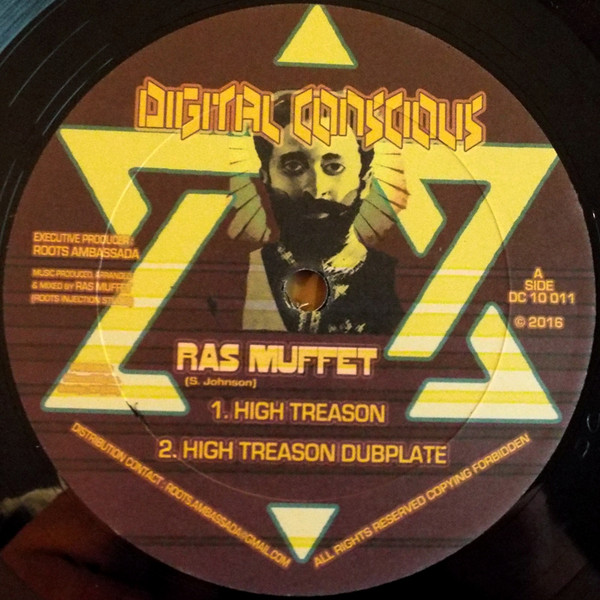 DIGITAL CONSCIOUS
EXECUTIVE PRODUCER:
ROOTS AMBASSADA
MUSIC PRODUCED, ARRANGED
& MIXED BY RAS MUFFET
(ROOTS INJECTION
A
SIDE
DC 10 011
© 2016
RAS MUFFET
(S. Johnson)
1. HIGH TREASON
2. HIGH TREASON DUBPLATE
DISTRIBUTION CONTACT : ROOTS.AMBASSADA@GMAIL.COM
ALL RIGHTS RESERVED COPYING FORBIDDEN